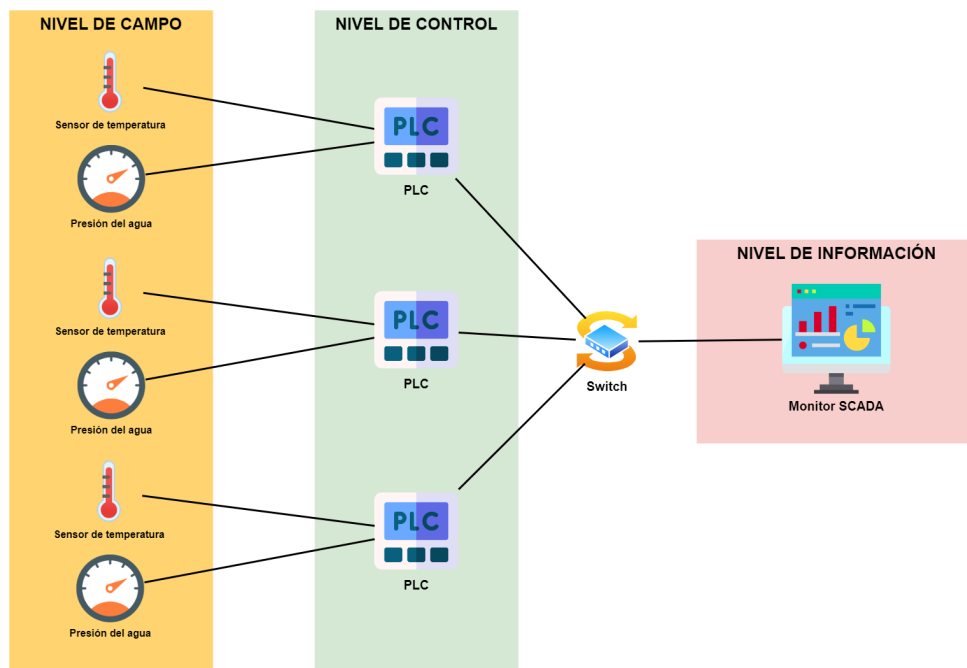 NIVEL DE CAMPO
Sensor de temperatura
Presión del agua
Sensor de temperatura
Presión del agua
Sensor de temperatura
Presión del agua
NIVEL DE CONTROL
PLC
PLC
PLC
PLC
PLC
PLC
Switch
NIVEL DE INFORMACIÓN
Monitor SCADA